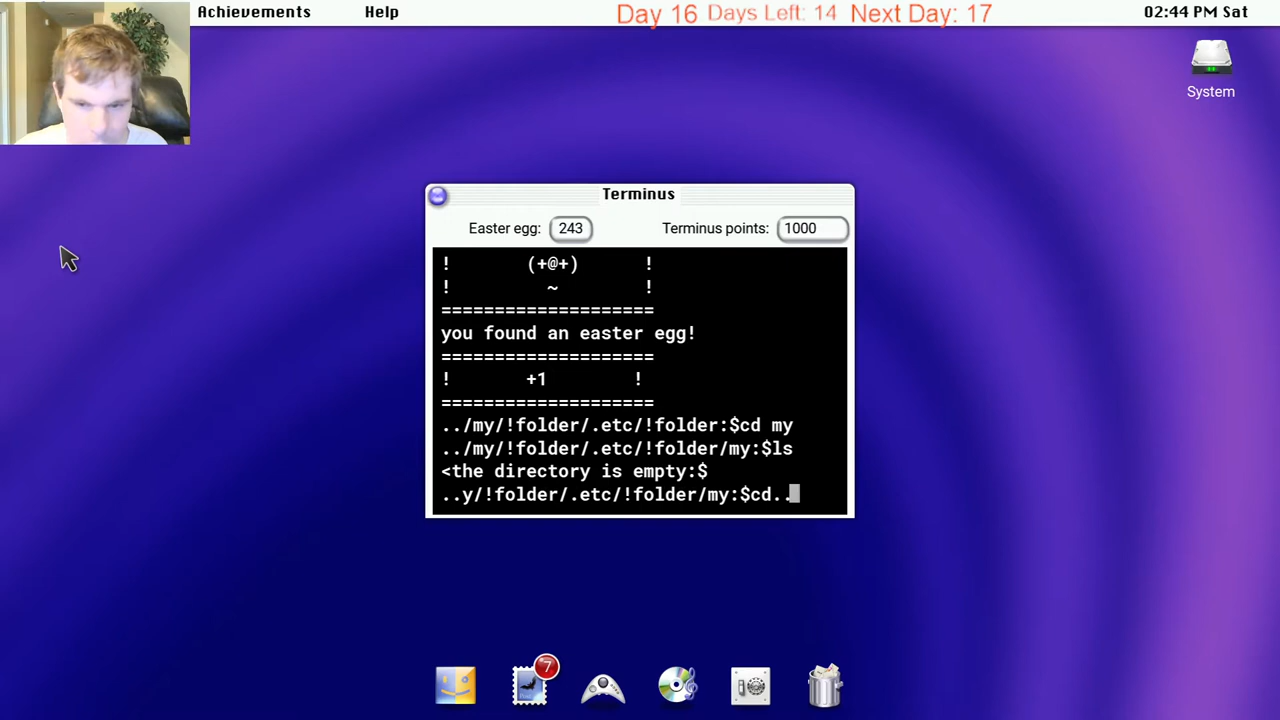 Achievements Help Day 16 Days Left: 14 Next Day: 17 02:44 PM Sat
System
Terminus
Easter egg: 243 Terminus points: 1000
! (+@+) !
! ~ !
====================
you found an easter egg!
====================
! +1 !
====================
../my/!folder/.etc/!folder:$cd my
../my/!folder/.etc/!folder/my:$ls
<the directory is empty:$
..y/!folder/.etc/!folder/my:$cd..
7